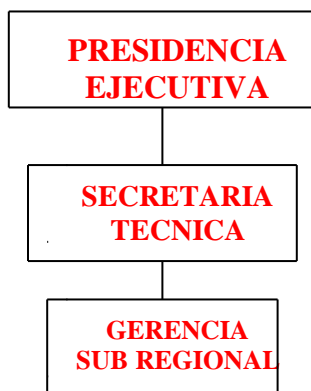 PRESIDENCIA
EJECUTIVA
SECRETARIA
TECNICA
GERENCIA
SUB REGIONAL